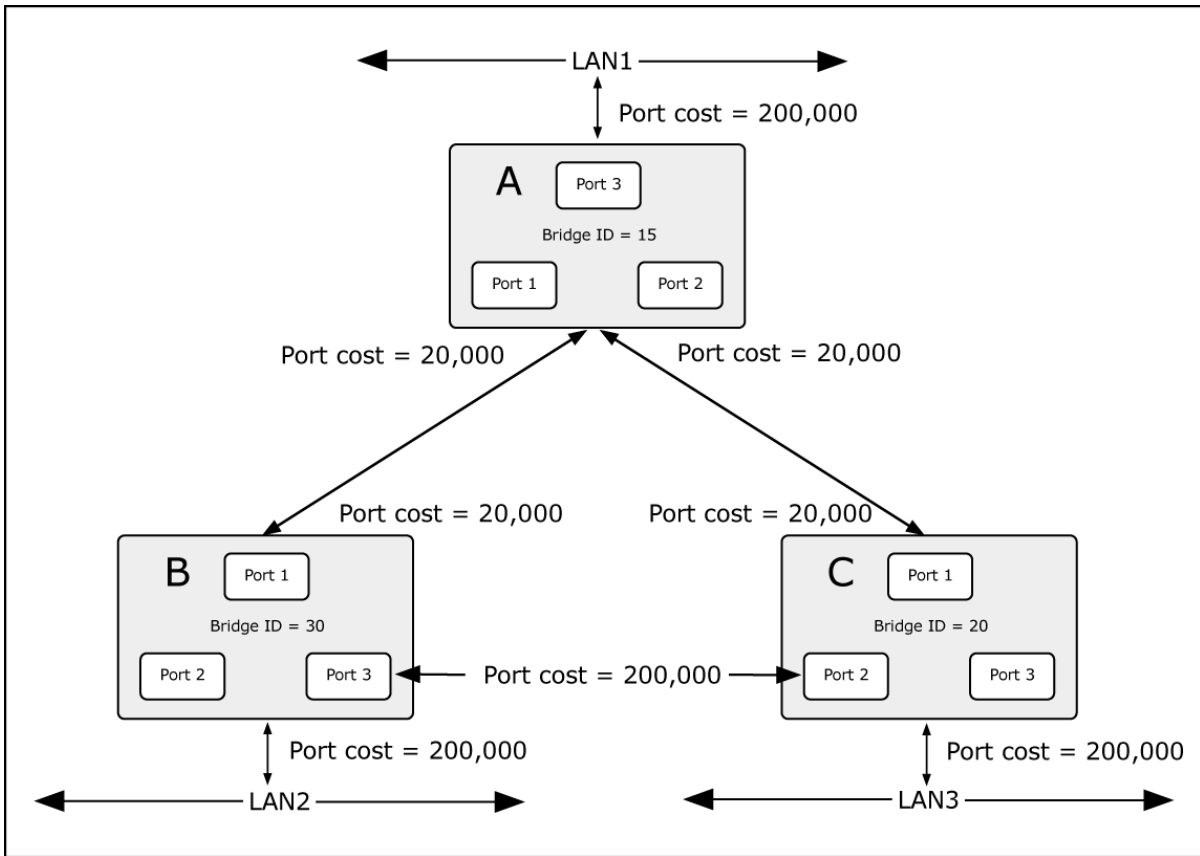 LAN1
Port cost = 200,000
A
Port 3
Bridge ID = 15
Port 1
Port 2
Port cost = 20,000
Port cost = 20,000
Port cost = 20,000
Port cost = 20,000
B
Port 1
Bridge ID = 30
Port 2
Port 3
C
Port 1
Bridge ID = 20
Port 2
Port 3
Port cost = 200,000
Port cost = 200,000
LAN2
Port cost = 200,000
LAN3